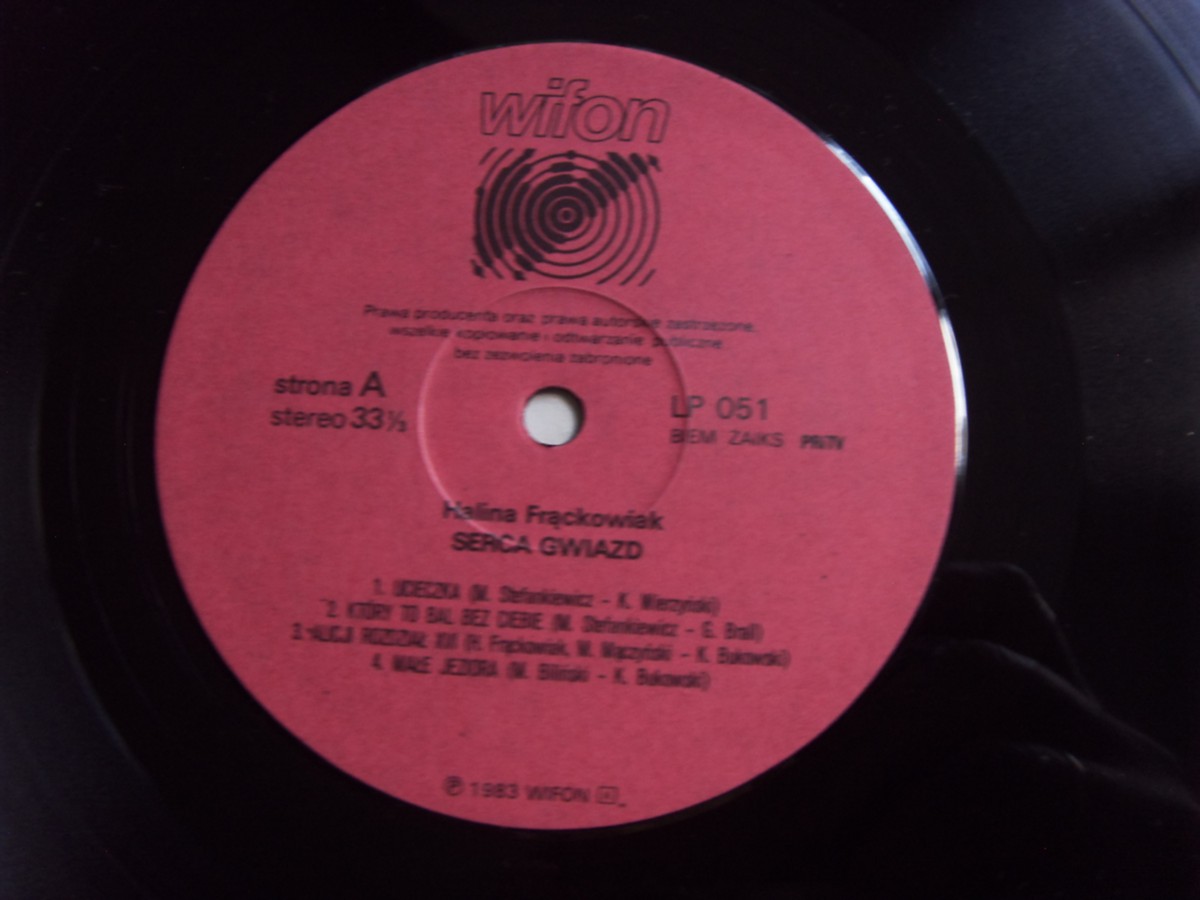 wifon
Prawa producenta oraz prawa autorskie zastrzeżone,
wszelkie kopiowanie i odtwarzanie publiczne
bez zezwolenia zabronione
strona A
stereo 33⅓
LP 051
BIEM ZAIKS PRiTV
Halina Frąckowiak
SERCA GWIAZD
1. UCIECZKA (M. Stefankiewicz – K. Wierzyński)
2. KTÓRY TO BAL BEZ CIEBIE (M. Stefankiewicz – G. Brall)
3. ALICJI ROZDZIAŁ XVI (H. Frąckowiak, M. Mączyński – K. Bukowski)
4. MAŁE JEZIORA (M. Biliński – K. Bukowski)
℗ 1983 WIFON